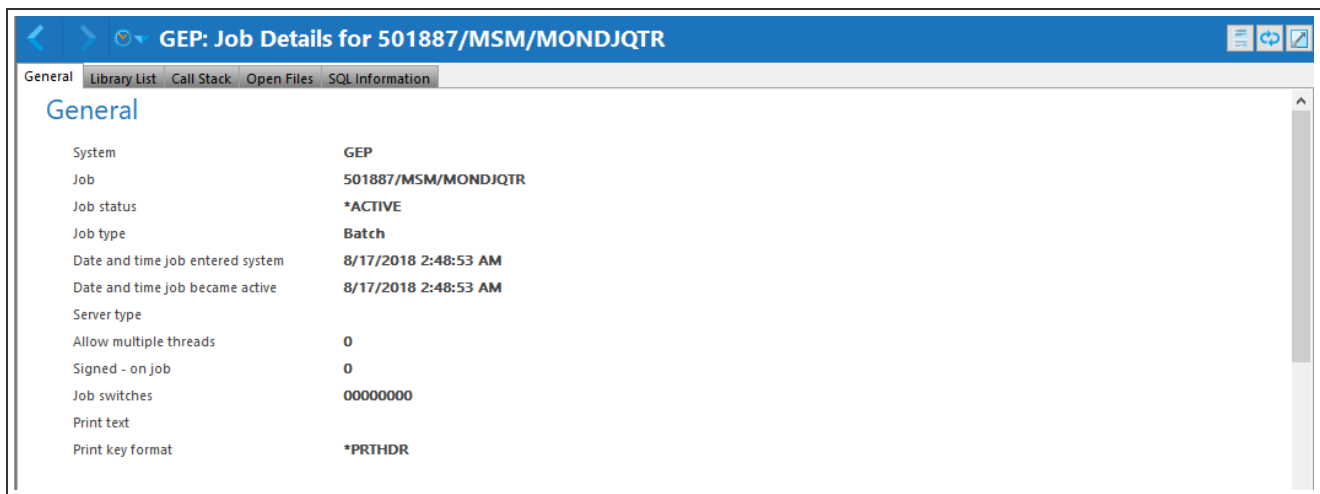 GEP: Job Details for 501887/MSM/MONDJQTR
General Library List Call Stack Open Files SQL Information
General
System GEP
Job 501887/MSM/MONDJQTR
Job status *ACTIVE
Job type Batch
Date and time job entered system 8/17/2018 2:48:53 AM
Date and time job became active 8/17/2018 2:48:53 AM
Server type
Allow multiple threads 0
Signed - on job 0
Job switches 00000000
Print text
Print key format *PRTHDR